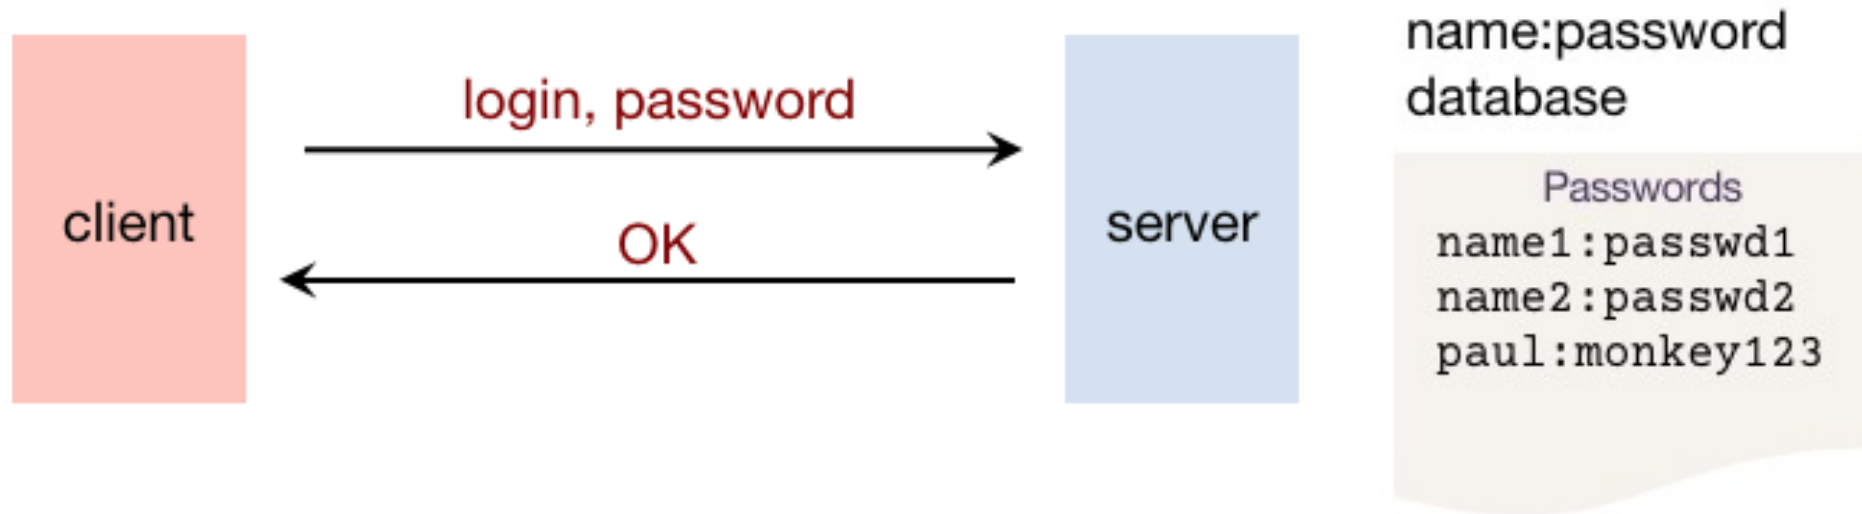 client
login, password
OK
server
name:password
database
Passwords
name1:passwd1
name2:passwd2
paul:monkey123